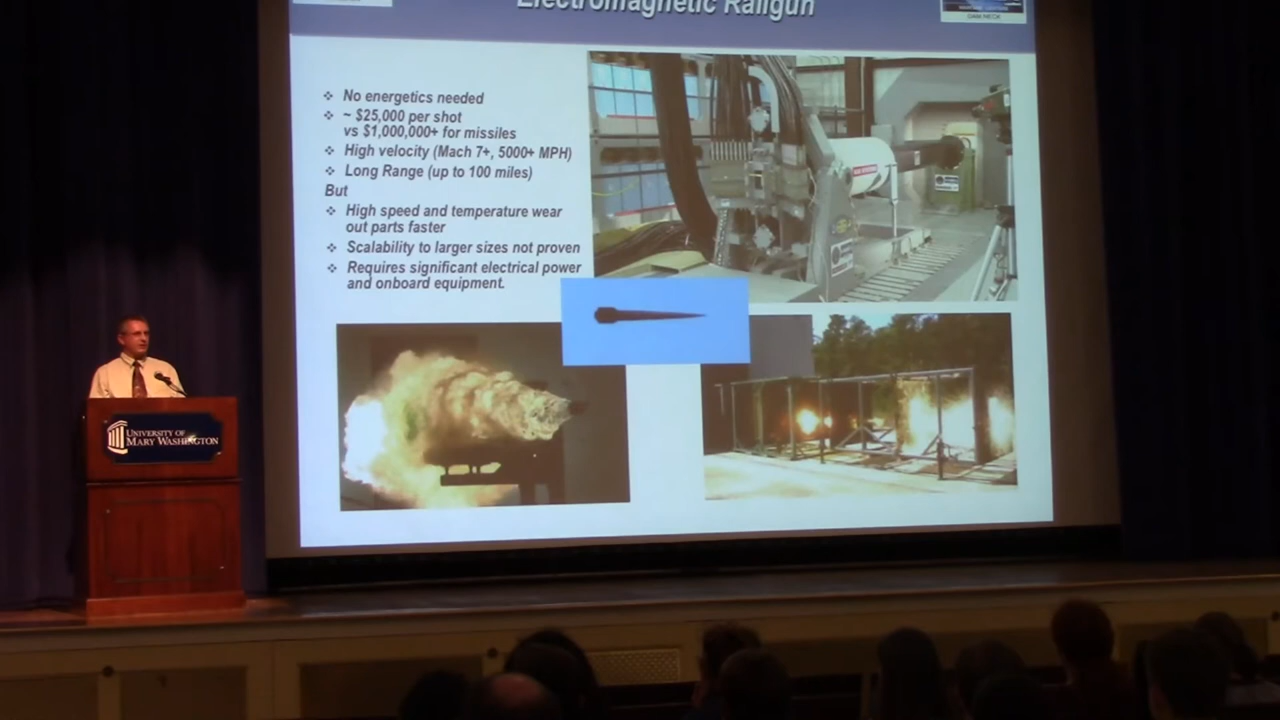 Electromagnetic Railgun
DAM NECK
❖ No energetics needed
❖ ~ $25,000 per shot
vs $1,000,000+ for missiles
❖ High velocity (Mach 7+, 5000+ MPH)
❖ Long Range (up to 100 miles)
But
❖ High speed and temperature wear
out parts faster
❖ Scalability to larger sizes not proven
❖ Requires significant electrical power
and onboard equipment.
UNIVERSITY OF
MARY WASHINGTON